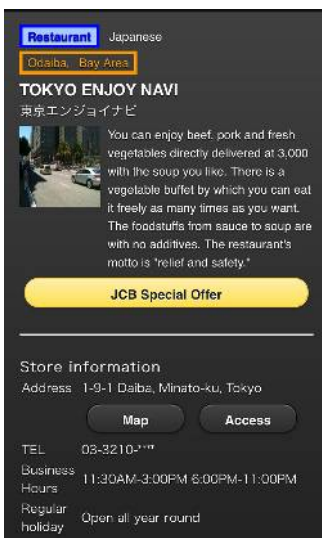 Restaurant Japanese
Odaiba, Bay Area
TOKYO ENJOY NAVI
東京エンジョイナビ
You can enjoy beef, pork and fresh
vegetables directly delivered at 3,000
with the soup you like. There is a
vegetable buffet by which you can eat
it freely as many times as you want.
The foodstuffs from sauce to soup are
with no additives. The restaurant's
motto is "relief and safety."
JCB Special Offer
Store information
Address 1-9-1 Daiba, Minato-ku, Tokyo
Map Access
TEL 03-3210-****
Business
Hours 11:30AM-3:00PM 6:00PM-11:00PM
Regular
holiday Open all year round